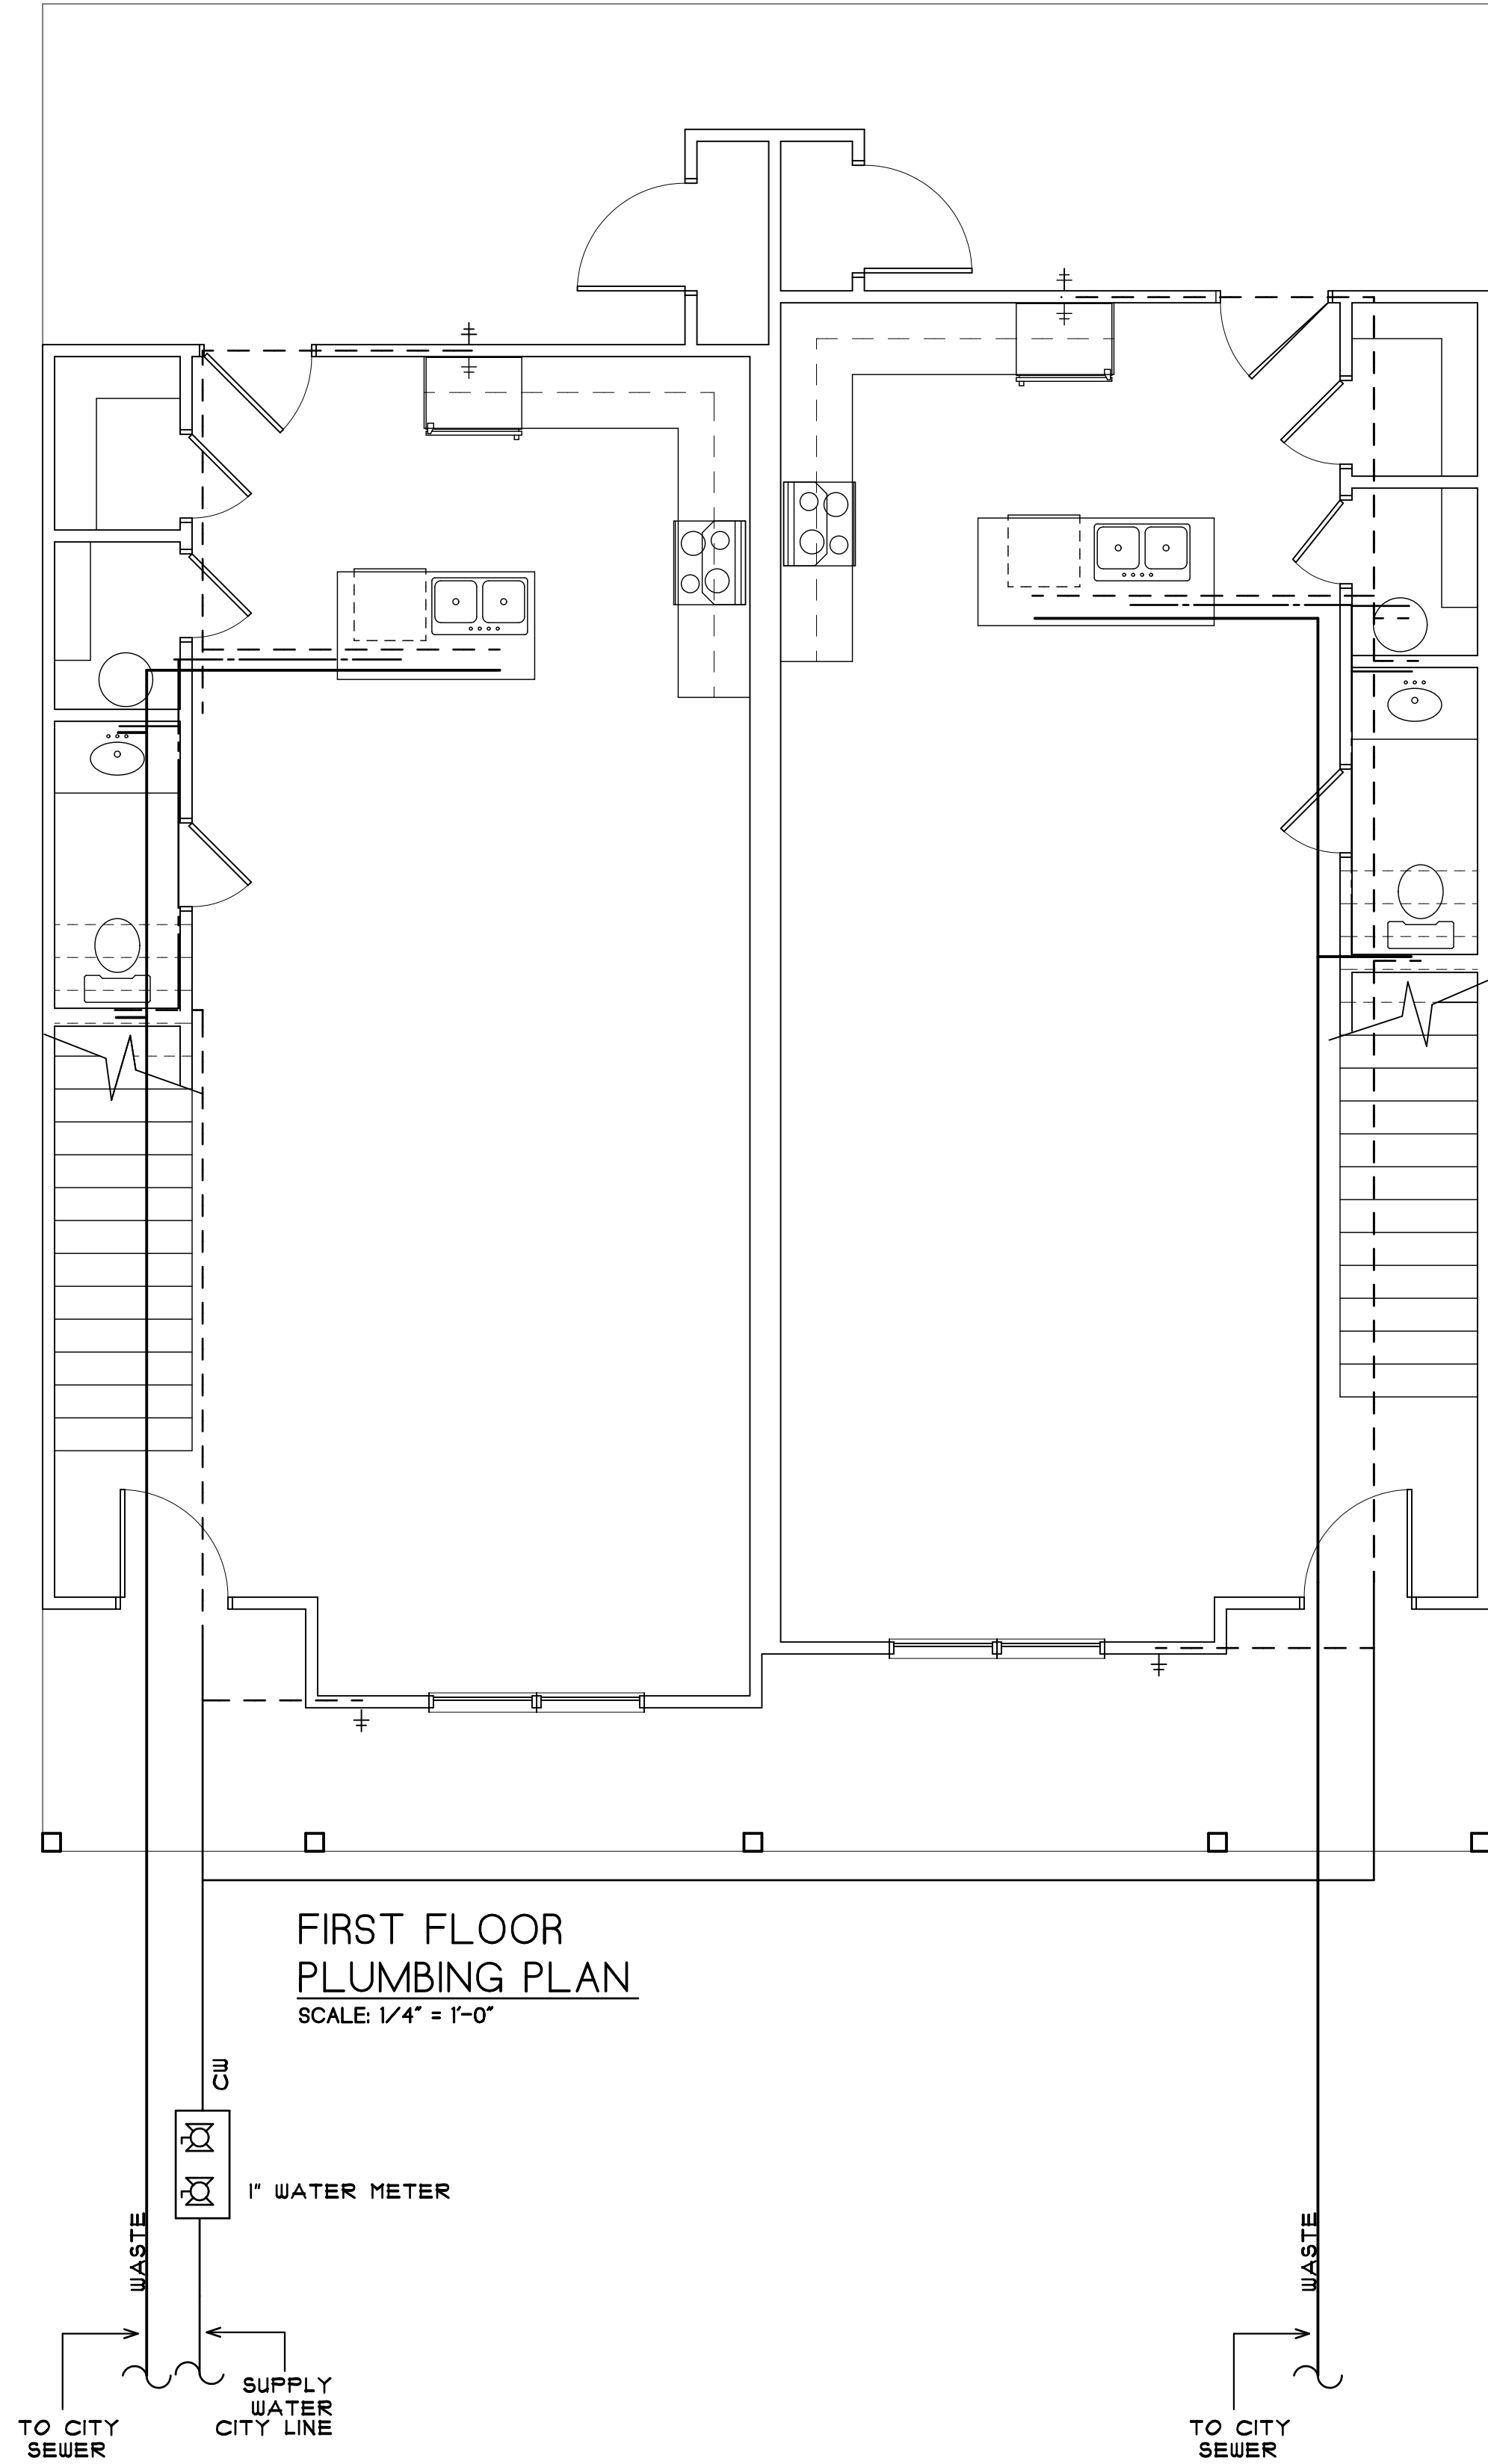 FIRST FLOOR
PLUMBING PLAN
SCALE: 1/4" = 1'-0"
CW
1" WATER METER
WASTE
WASTE
SUPPLY
WATER
CITY LINE
TO CITY
SEWER
TO CITY
SEWER